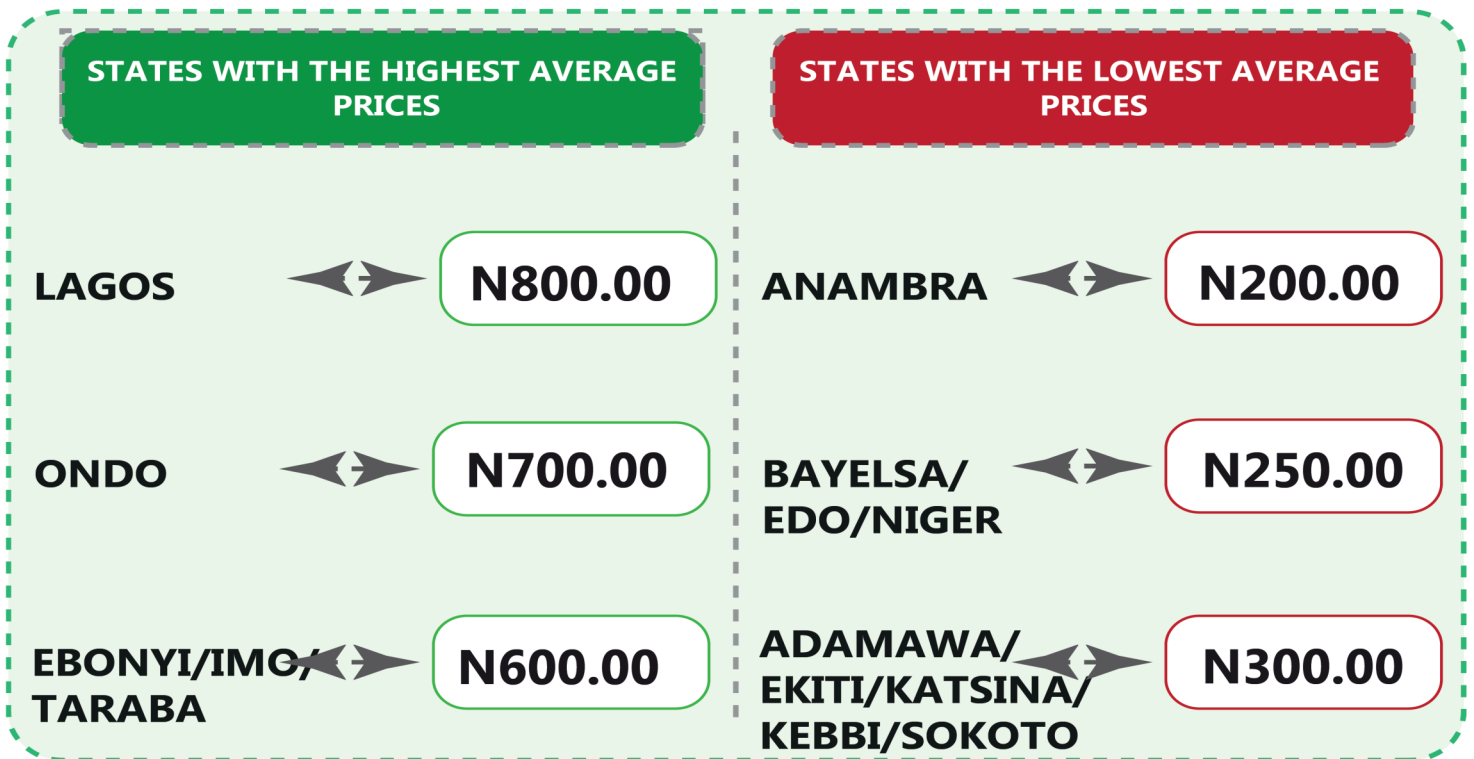 STATES WITH THE HIGHEST AVERAGE
PRICES
LAGOS
N800.00
ONDO
N700.00
EBONYI/IMO/
TARABA
N600.00
STATES WITH THE LOWEST AVERAGE
PRICES
ANAMBRA
N200.00
BAYELSA/
EDO/NIGER
N250.00
ADAMAWA/
EKITI/KATSINA/
KEBBI/SOKOTO
N300.00